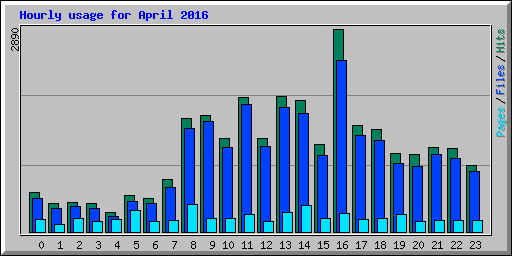 Hourly usage for April 2016
2890
Pages/Files/Hits
0 1 2 3 4 5 6 7 8 9 10 11 12 13 14 15 16 17 18 19 20 21 22 23